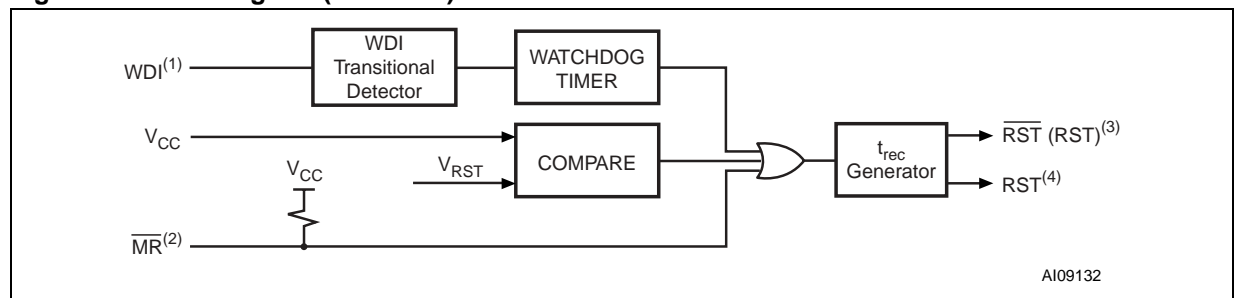 WDI(1)
WDI
Transitional
Detector
WATCHDOG
TIMER
VCC
VRST
COMPARE
VCC
MR(2)
trec
Generator
RST (RST)(3)
RST(4)
AI09132